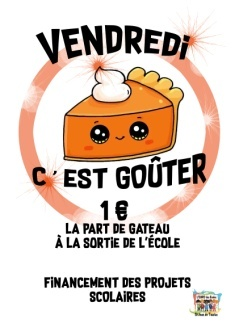 VENDREDi
C'EST GOÛTER
1 €
LA PART DE GATEAU
À LA SORTIE DE L'ÉCOLE
FINANCEMENT DES PROJETS
SCOLAIRES